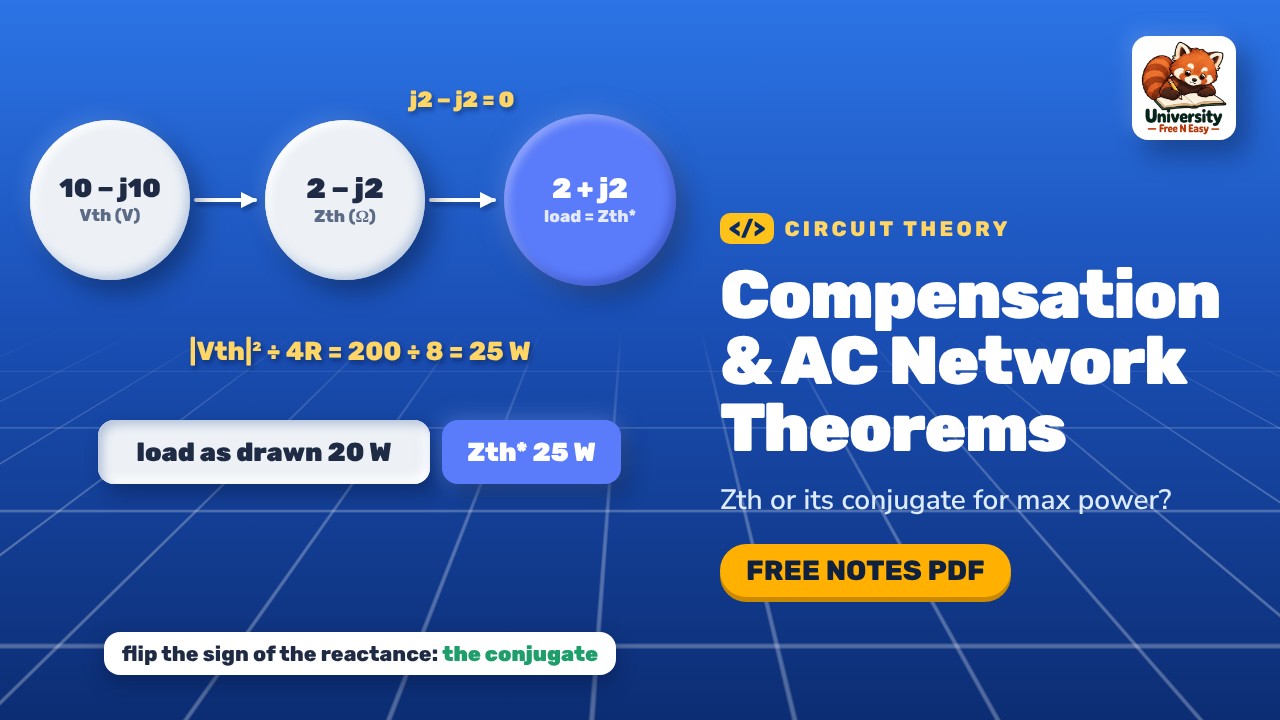 j2 – j2 = 0
10 – j10
Vth (V)
2 – j2
Zth (Ω)
2 + j2
load = Zth*
|Vth|² ÷ 4R = 200 ÷ 8 = 25 W
load as drawn 20 W
Zth* 25 W
flip the sign of the reactance: the conjugate
University
Free N Easy
</> CIRCUIT THEORY
Compensation
& AC Network
Theorems
Zth or its conjugate for max power?
FREE NOTES PDF